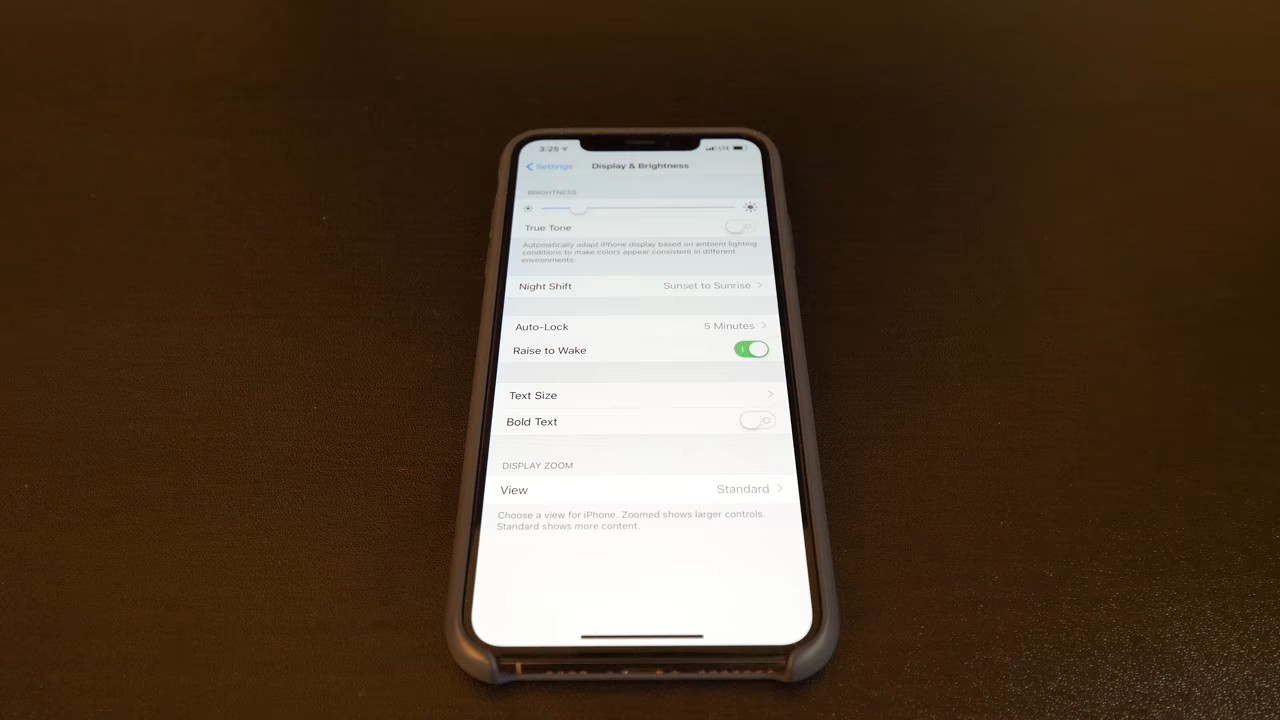 3:25 LTE
Settings Display & Brightness
BRIGHTNESS
True Tone
Automatically adapt iPhone display based on ambient lighting
conditions to make colors appear consistent in different
environments.
Night Shift Sunset to Sunrise
Auto-Lock 5 Minutes
Raise to Wake
Text Size
Bold Text
DISPLAY ZOOM
View Standard
Choose a view for iPhone. Zoomed shows larger controls.
Standard shows more content.